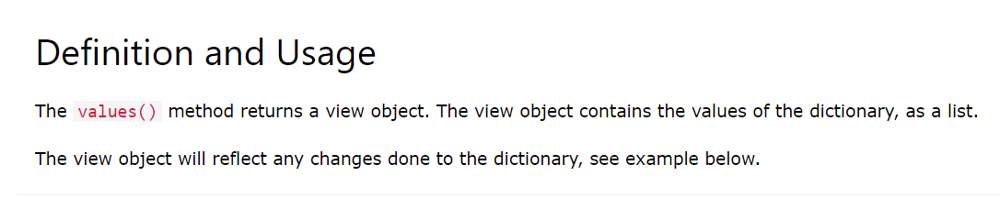 Definition and Usage
The values() method returns a view object. The view object contains the values of the dictionary, as a list.
The view object will reflect any changes done to the dictionary, see example below.